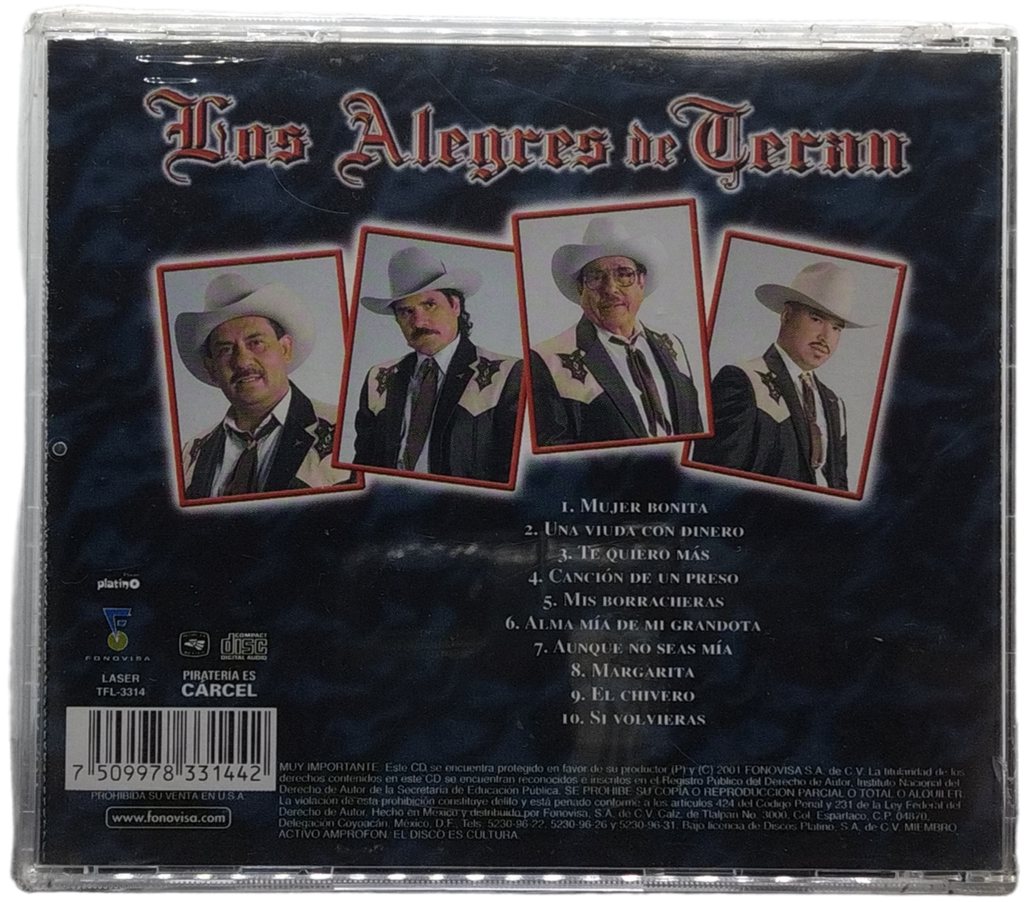 Los Alegres de Teran
1. MUJER BONITA
2. UNA VIUDA CON DINERO
3. TE QUIERO MÁS
4. CANCIÓN DE UN PRESO
5. MIS BORRACHERAS
6. ALMA MÍA DE MI GRANDOTA
7. AUNQUE NO SEAS MÍA
8. MARGARITA
9. EL CHIVERO
10. SI VOLVIERAS
platino
FONOVISA
COMPACT
disc
DIGITAL AUDIO
LASER
TFL-3314
PIRATERÍA ES
CÁRCEL
7 509978 331442
PROHIBIDA SU VENTA EN U.S.A.
www.fonovisa.com
MUY IMPORTANTE: Este CD se encuentra protegido en favor de su productor (P) y (C) 2001 FONOVISA S.A. de C.V. La titularidad de los
derechos contenidos en este CD se encuentran reconocidos e inscritos en el Registro Público del Derecho de Autor, Instituto Nacional del
Derecho de Autor de la Secretaría de Educación Pública. SE PROHIBE SU COPIA O REPRODUCCION PARCIAL O TOTAL O ALQUILER.
La violación de esta prohibición constituye delito y está penado conforme a los artículos 424 del Codigo Penal y 231 de la Ley Federal del
Derecho de Autor. Hecho en México y distribuido por Fonovisa, S.A. de C.V. Calz. de Tlalpan No. 3000, Col. Espartaco, C.P. 04870,
Delegación Coyoacán, México, D.F., Tels: 5230-96-22, 5230-96-26 y 5230-96-31. Bajo licencia de Discos Platino, S.A. de C.V. MIEMBRO
ACTIVO AMPROFON. EL DISCO ES CULTURA